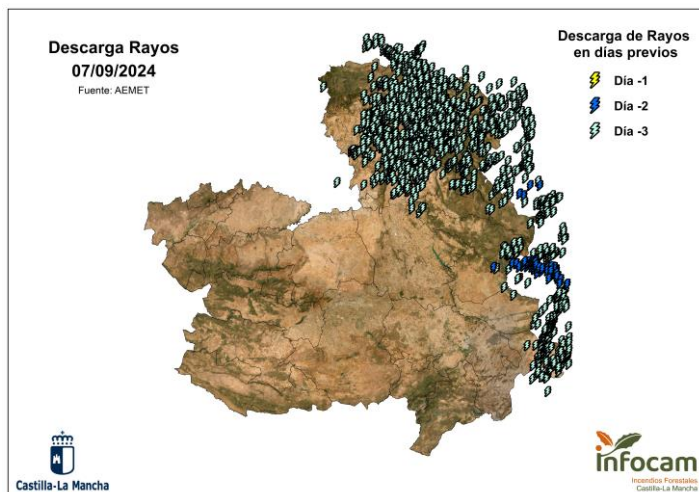 Descarga Rayos
07/09/2024
Fuente: AEMET
Descarga de Rayos
en días previos
Día -1
Día -2
Día -3
Castilla-La Mancha
infocam
Incendios Forestales
Castilla-La Mancha